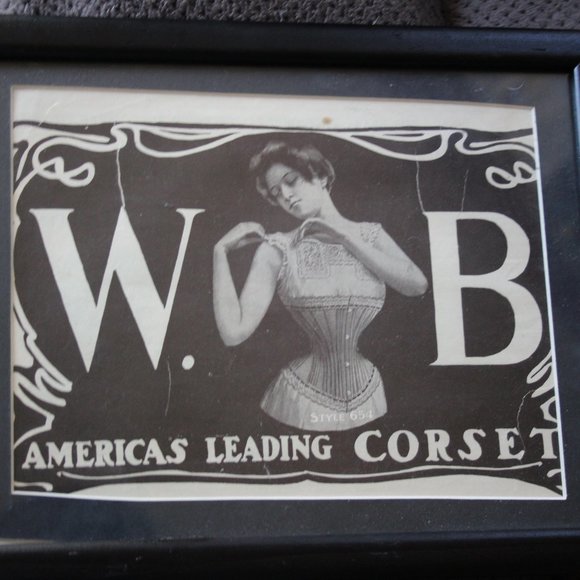 W. B
STYLE 654
AMERICAS LEADING CORSET